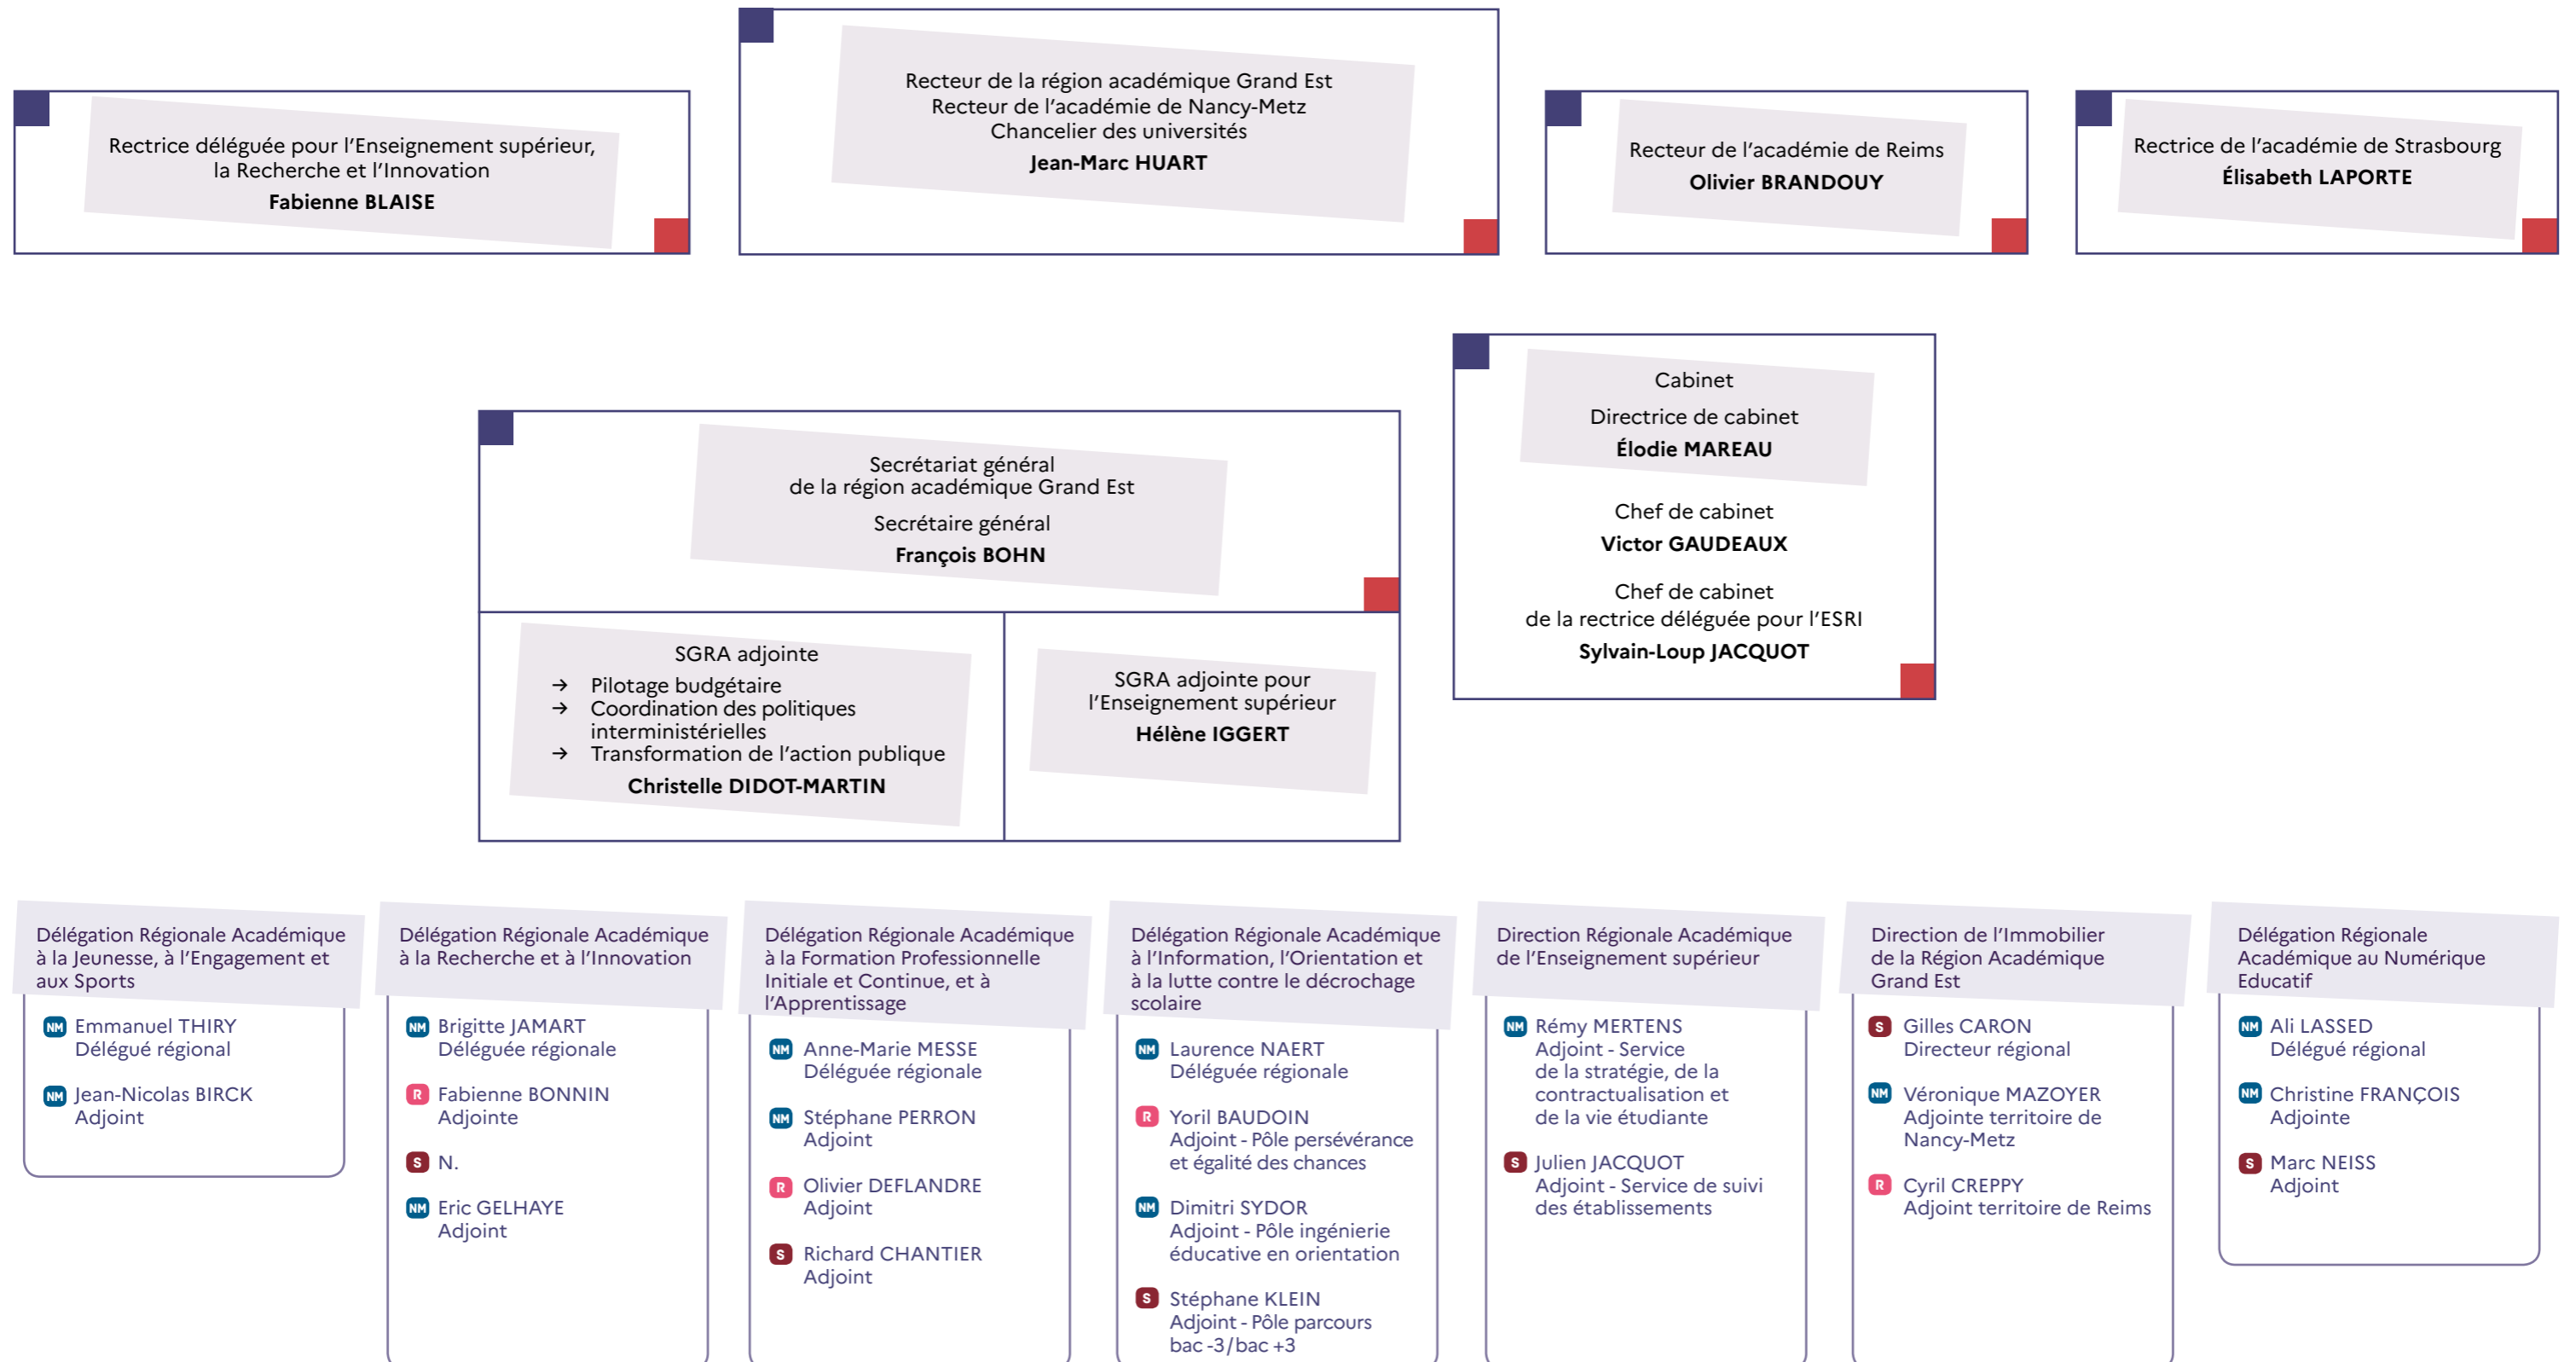 Rectrice déléguée pour l'Enseignement supérieur,
la Recherche et l'Innovation
Fabienne BLAISE
Recteur de la région académique Grand Est
Recteur de l'académie de Nancy-Metz
Chancelier des universités
Jean-Marc HUART
Recteur de l'académie de Reims
Olivier BRANDOUY
Rectrice de l'académie de Strasbourg
Élisabeth LAPORTE
Secrétariat général
de la région académique Grand Est
Secrétaire général
François BOHN
SGRA adjointe
→ Pilotage budgétaire
→ Coordination des politiques
interministérielles
→ Transformation de l'action publique
Christelle DIDOT-MARTIN
SGRA adjointe pour
l'Enseignement supérieur
Hélène IGGERT
Cabinet
Directrice de cabinet
Élodie MAREAU
Chef de cabinet
Victor GAUDEAUX
Chef de cabinet
de la rectrice déléguée pour l'ESRI
Sylvain-Loup JACQUOT
Délégation Régionale Académique
à la Jeunesse, à l'Engagement et
aux Sports
NM Emmanuel THIRY
Délégué régional
NM Jean-Nicolas BIRCK
Adjoint
Délégation Régionale Académique
à la Recherche et à l'Innovation
NM Brigitte JAMART
Déléguée régionale
R Fabienne BONNIN
Adjointe
S N.
NM Eric GELHAYE
Adjoint
Délégation Régionale Académique
à la Formation Professionnelle
Initiale et Continue, et à
l'Apprentissage
NM Anne-Marie MESSE
Déléguée régionale
NM Stéphane PERRON
Adjoint
R Olivier DEFLANDRE
Adjoint
S Richard CHANTIER
Adjoint
Délégation Régionale Académique
à l'Information, l'Orientation et
à la lutte contre le décrochage
scolaire
NM Laurence NAERT
Déléguée régionale
R Yoril BAUDOIN
Adjoint - Pôle persévérance
et égalité des chances
NM Dimitri SYDOR
Adjoint - Pôle ingénierie
éducative en orientation
S Stéphane KLEIN
Adjoint - Pôle parcours
bac -3/bac +3
Direction Régionale Académique
de l'Enseignement supérieur
NM Rémy MERTENS
Adjoint - Service
de la stratégie, de la
contractualisation et
de la vie étudiante
S Julien JACQUOT
Adjoint - Service de suivi
des établissements
Direction de l'Immobilier
de la Région Académique
Grand Est
S Gilles CARON
Directeur régional
NM Véronique MAZOYER
Adjointe territoire de
Nancy-Metz
R Cyril CREPPY
Adjoint territoire de Reims
Délégation Régionale
Académique au Numérique
Educatif
NM Ali LASSED
Délégué régional
NM Christine FRANÇOIS
Adjointe
S Marc NEISS
Adjoint